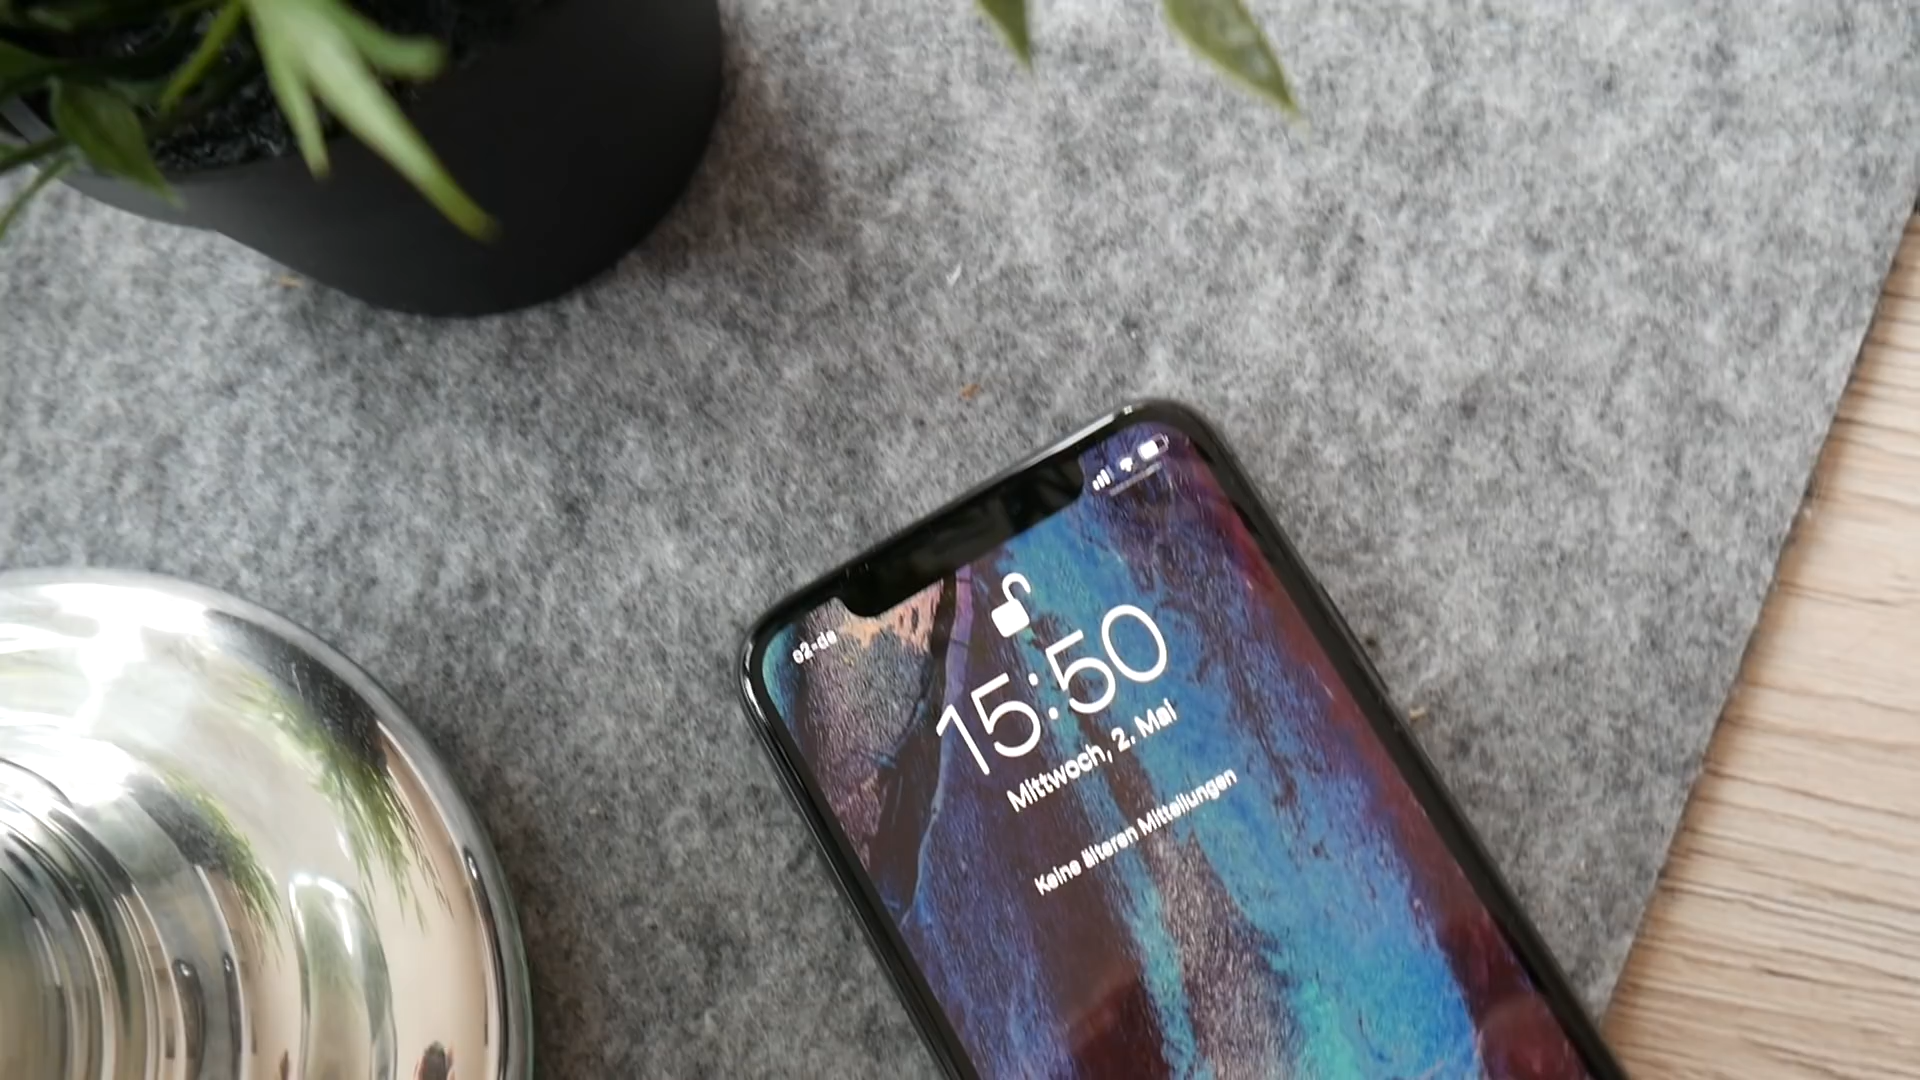 o2-de
15:50
Mittwoch, 2. Mai
Keine älteren Mitteilungen